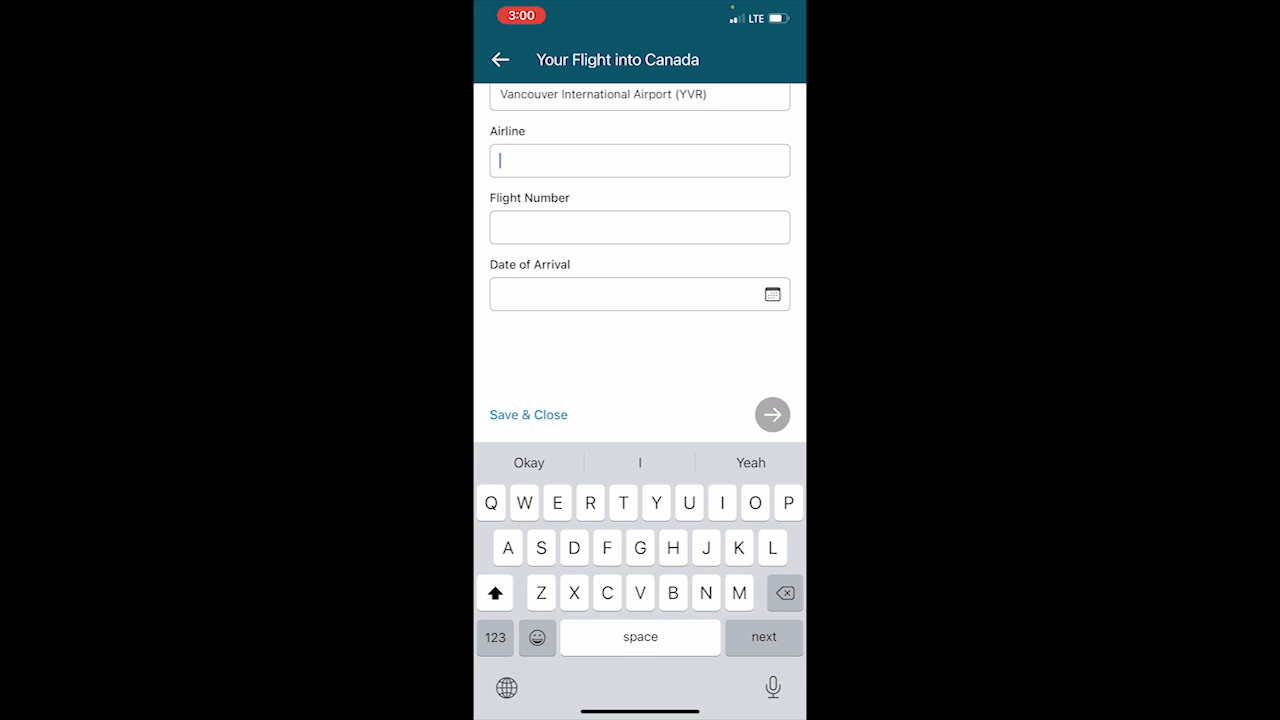 3:00
LTE
Your Flight into Canada
Vancouver International Airport (YVR)
Airline
Flight Number
Date of Arrival
Save & Close
Okay I Yeah
Q W E R T Y U I O P
A S D F G H J K L
Z X C V B N M
123 space next